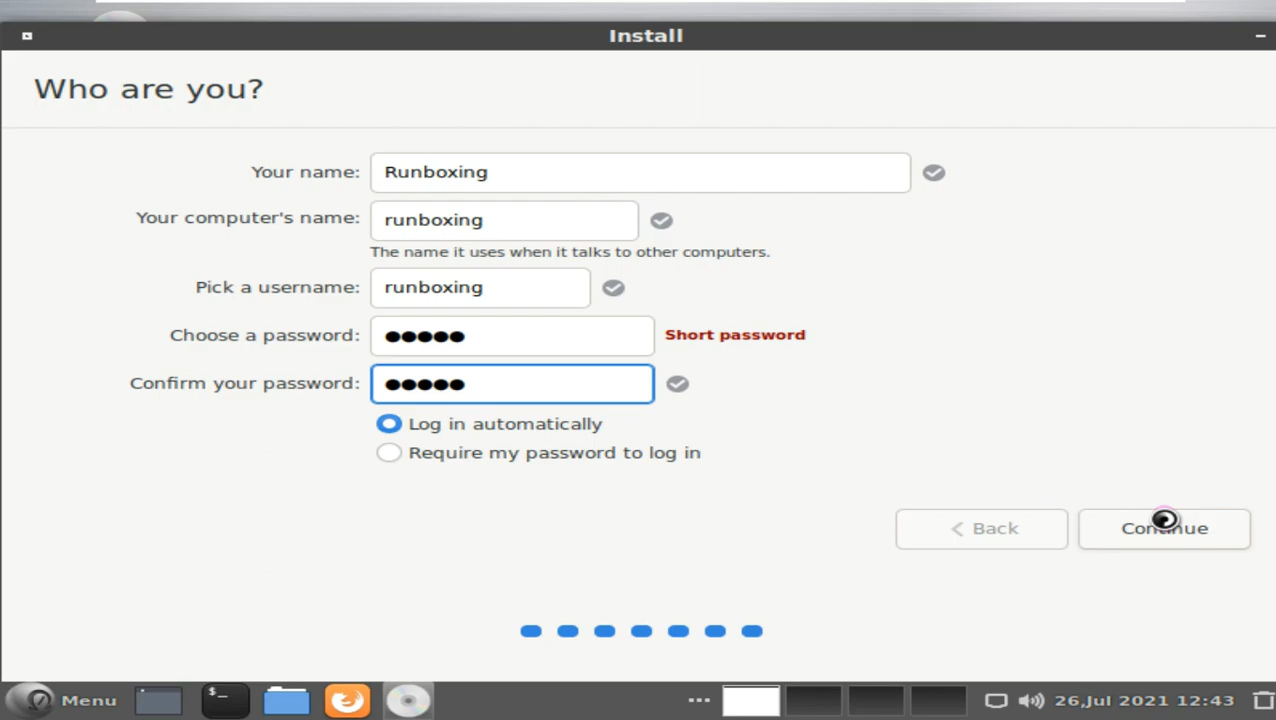 Install
Who are you?
Your name: Runboxing
Your computer's name: runboxing
The name it uses when it talks to other computers.
Pick a username: runboxing
Choose a password: ●●●●● Short password
Confirm your password: ●●●●●
Log in automatically
Require my password to log in
< Back Continue
Menu $_ ••• 26,Jul 2021 12:43